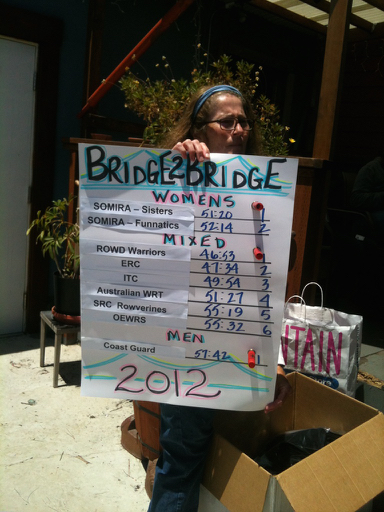 BRIDGE2BRIDGE
WOMENS
SOMIRA – Sisters 51:20 1
SOMIRA – Funnatics 52:14 2
MIXED
ROWD Warriors 46:53
ERC 47:34 2
ITC 49:54 3
Australian WRT 51:27 4
SRC Rowverines 55:19 5
OEWRS 55:32 6
MEN
Coast Guard 57:42 1
2012
TAIN